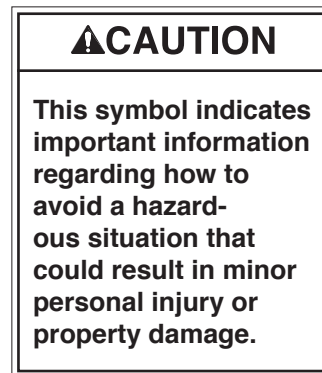 ⚠CAUTION
This symbol indicates
important information
regarding how to
avoid a hazard-
ous situation that
could result in minor
personal injury or
property damage.